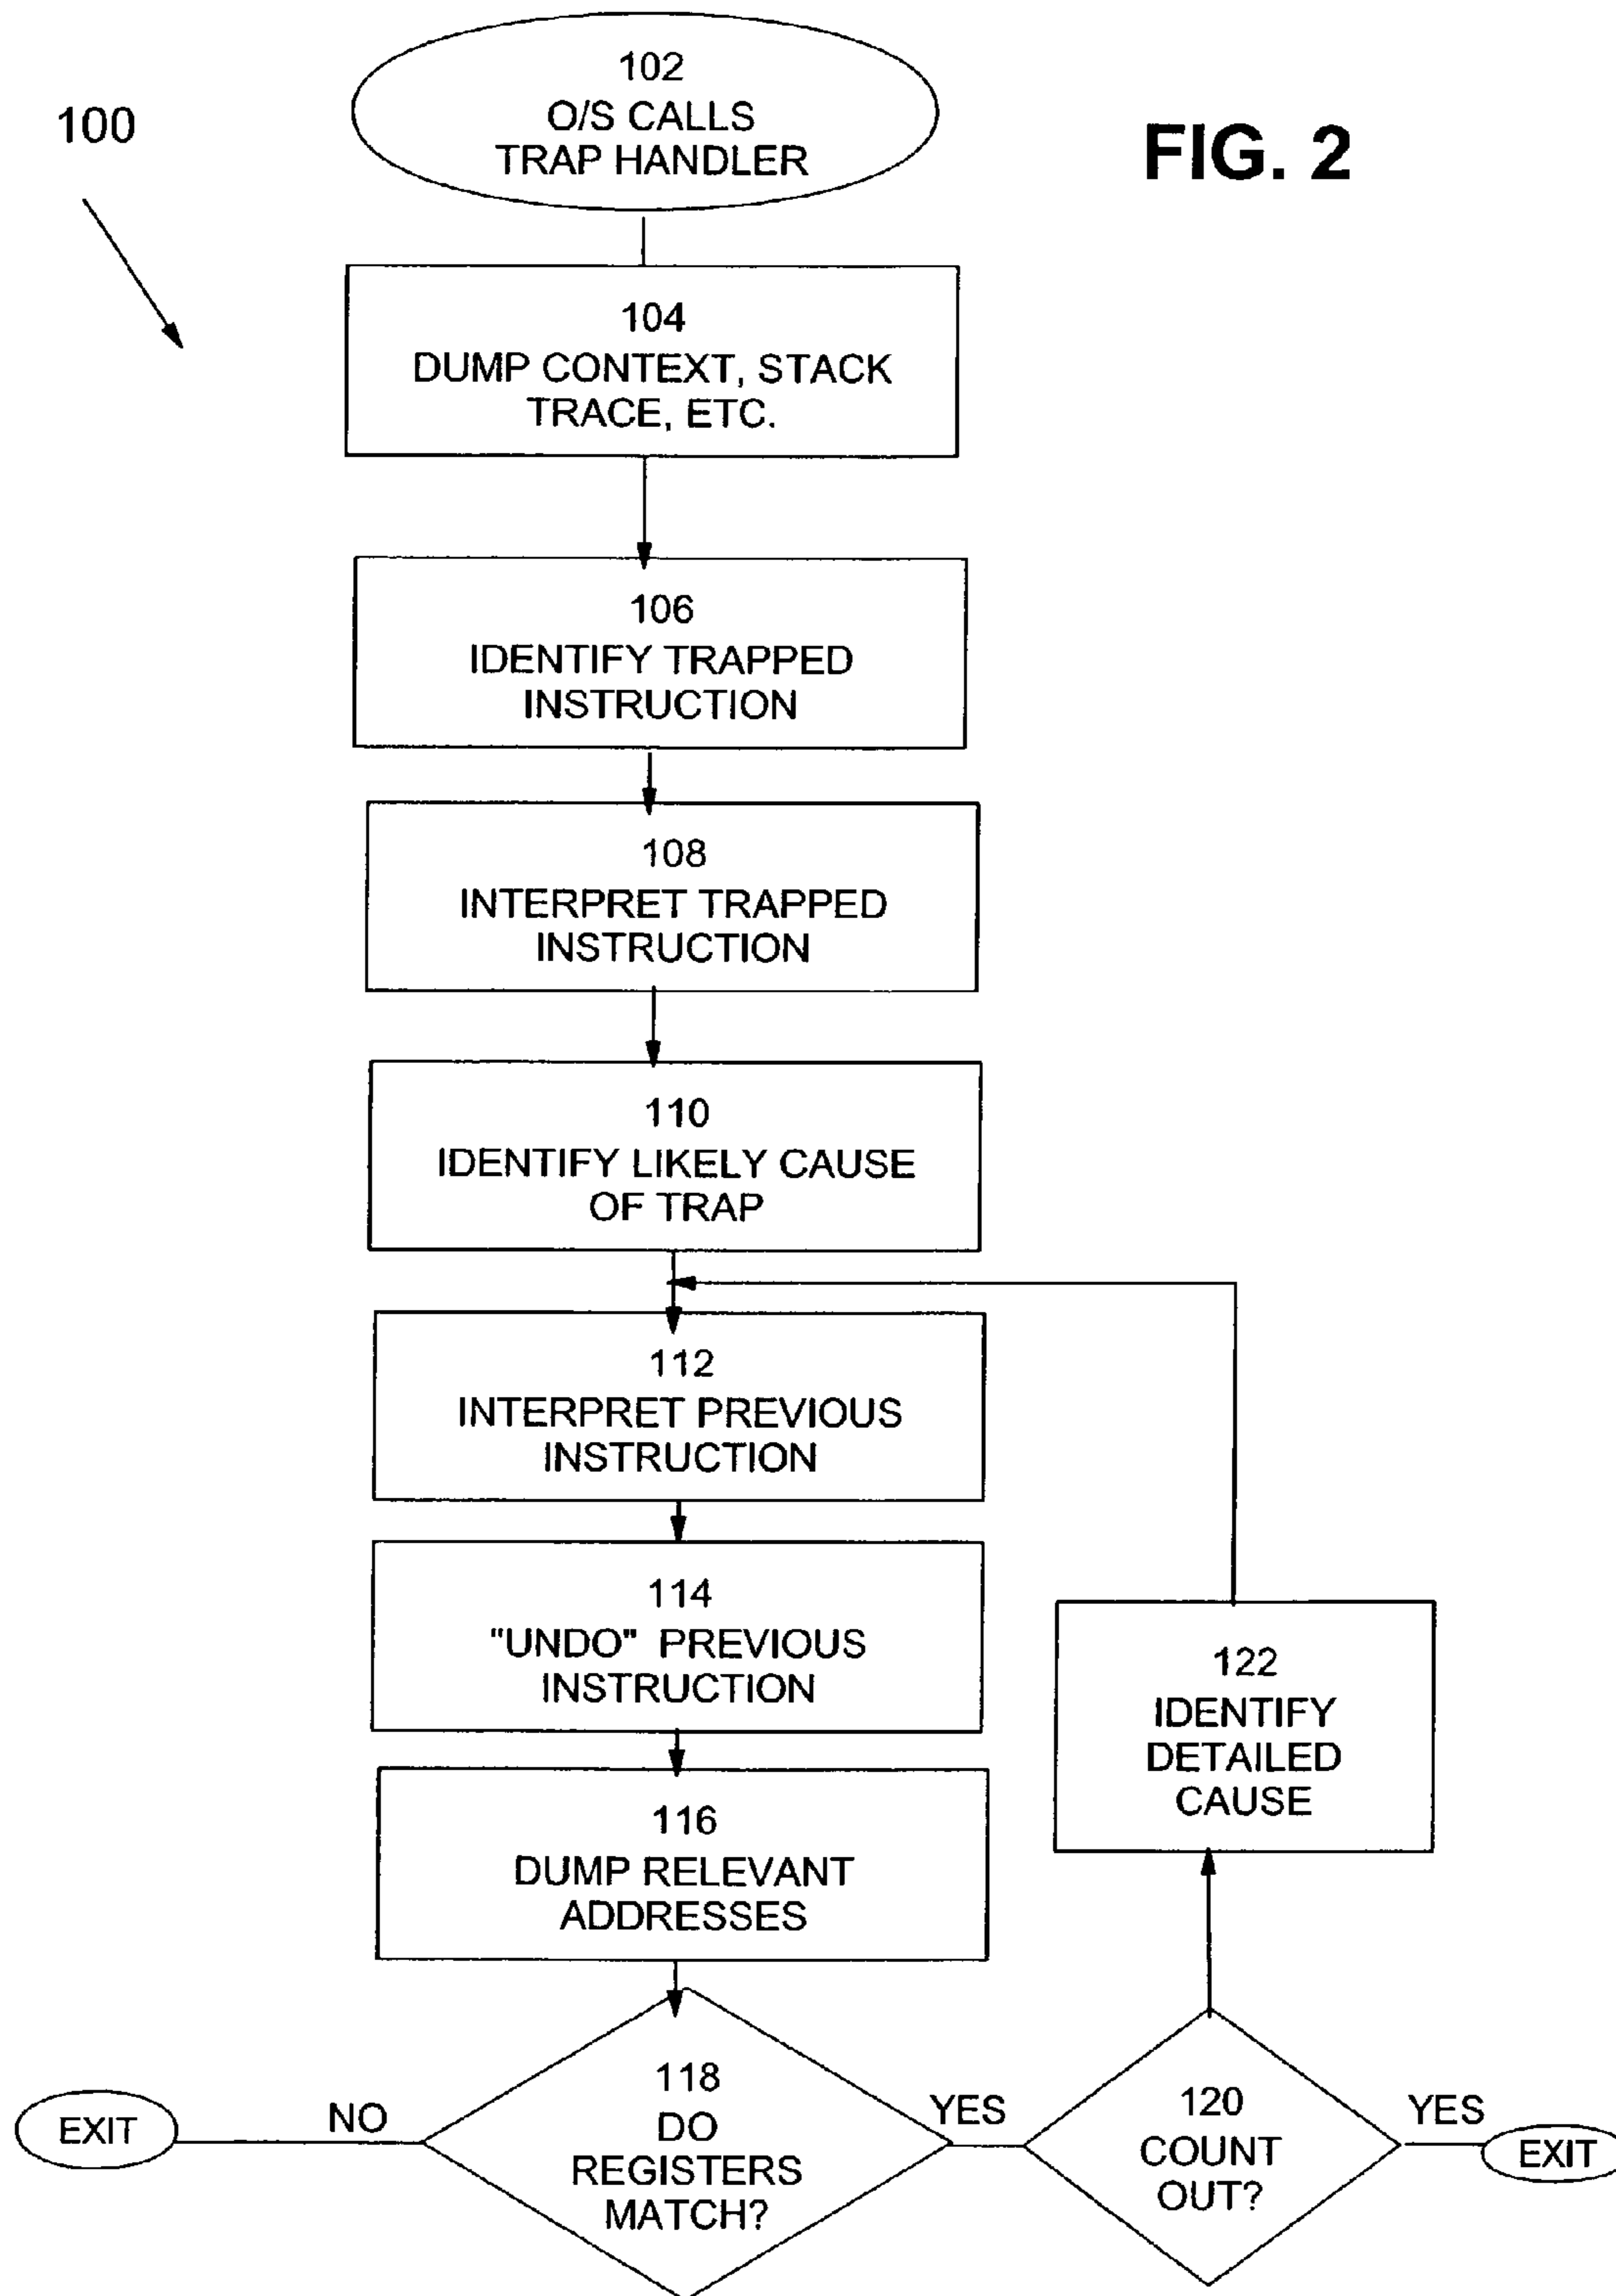 102
O/S CALLS
TRAP HANDLER
100
FIG. 2
104
DUMP CONTEXT, STACK
TRACE, ETC.
106
IDENTIFY TRAPPED
INSTRUCTION
108
INTERPRET TRAPPED
INSTRUCTION
110
IDENTIFY LIKELY CAUSE
OF TRAP
112
INTERPRET PREVIOUS
INSTRUCTION
114
"UNDO" PREVIOUS
INSTRUCTION
122
IDENTIFY
DETAILED
CAUSE
116
DUMP RELEVANT
ADDRESSES
118
DO
REGISTERS
MATCH?
NO
EXIT
YES
120
COUNT
OUT?
YES
EXIT